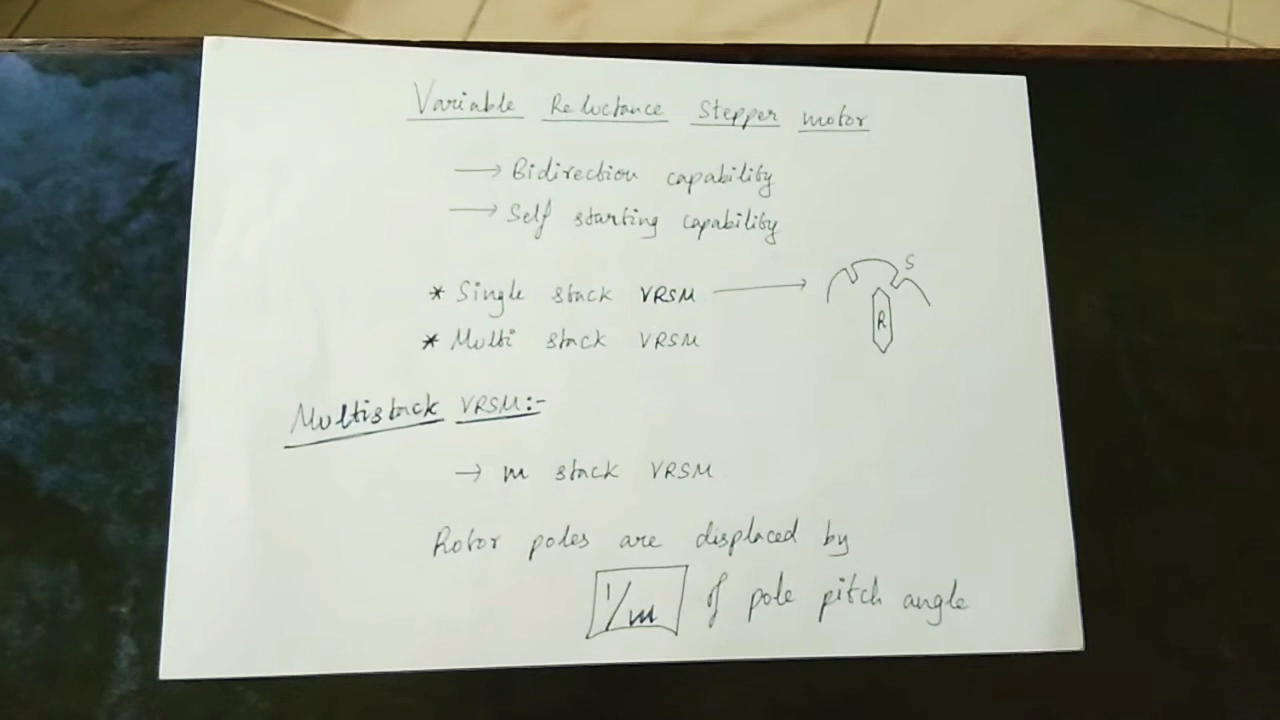 Variable Reluctance Stepper motor
→ Bidirection capability
→ Self starting capability
* Single stack VRSM → S
R
* Multi stack VRSM
Multistack VRSM:-
→ m stack VRSM
Rotor poles are displaced by
1/m of pole pitch angle